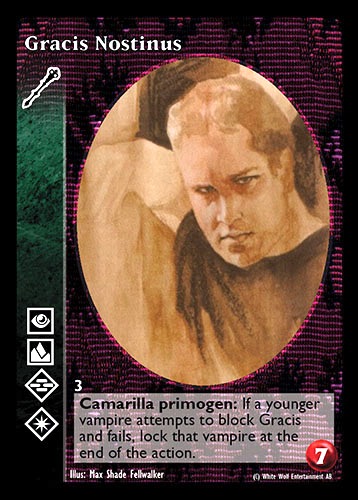 Gracis Nostinus
3
Camarilla primogen: If a younger
vampire attempts to block Gracis
and fails, lock that vampire at the
end of the action.
7
Illus: Max Shade Fellwalker
(C) White Wolf Entertainment AB